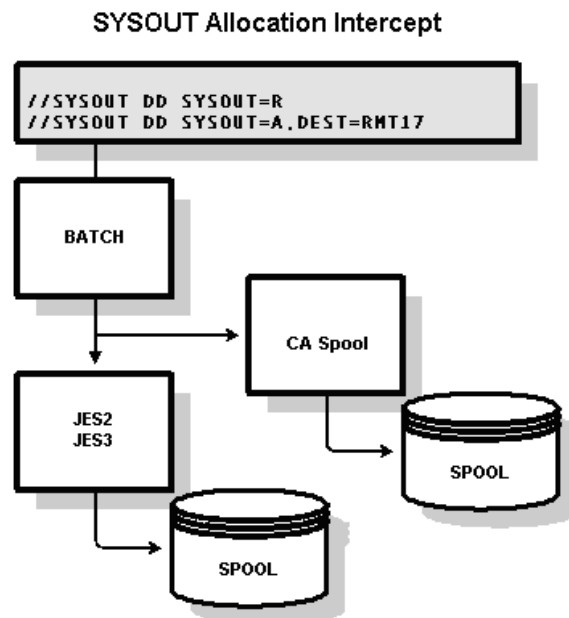 SYSOUT Allocation Intercept
//SYSOUT DD SYSOUT=R
//SYSOUT DD SYSOUT=A,DEST=RMT17
BATCH
CA Spool
JES2
JES3
SPOOL
SPOOL